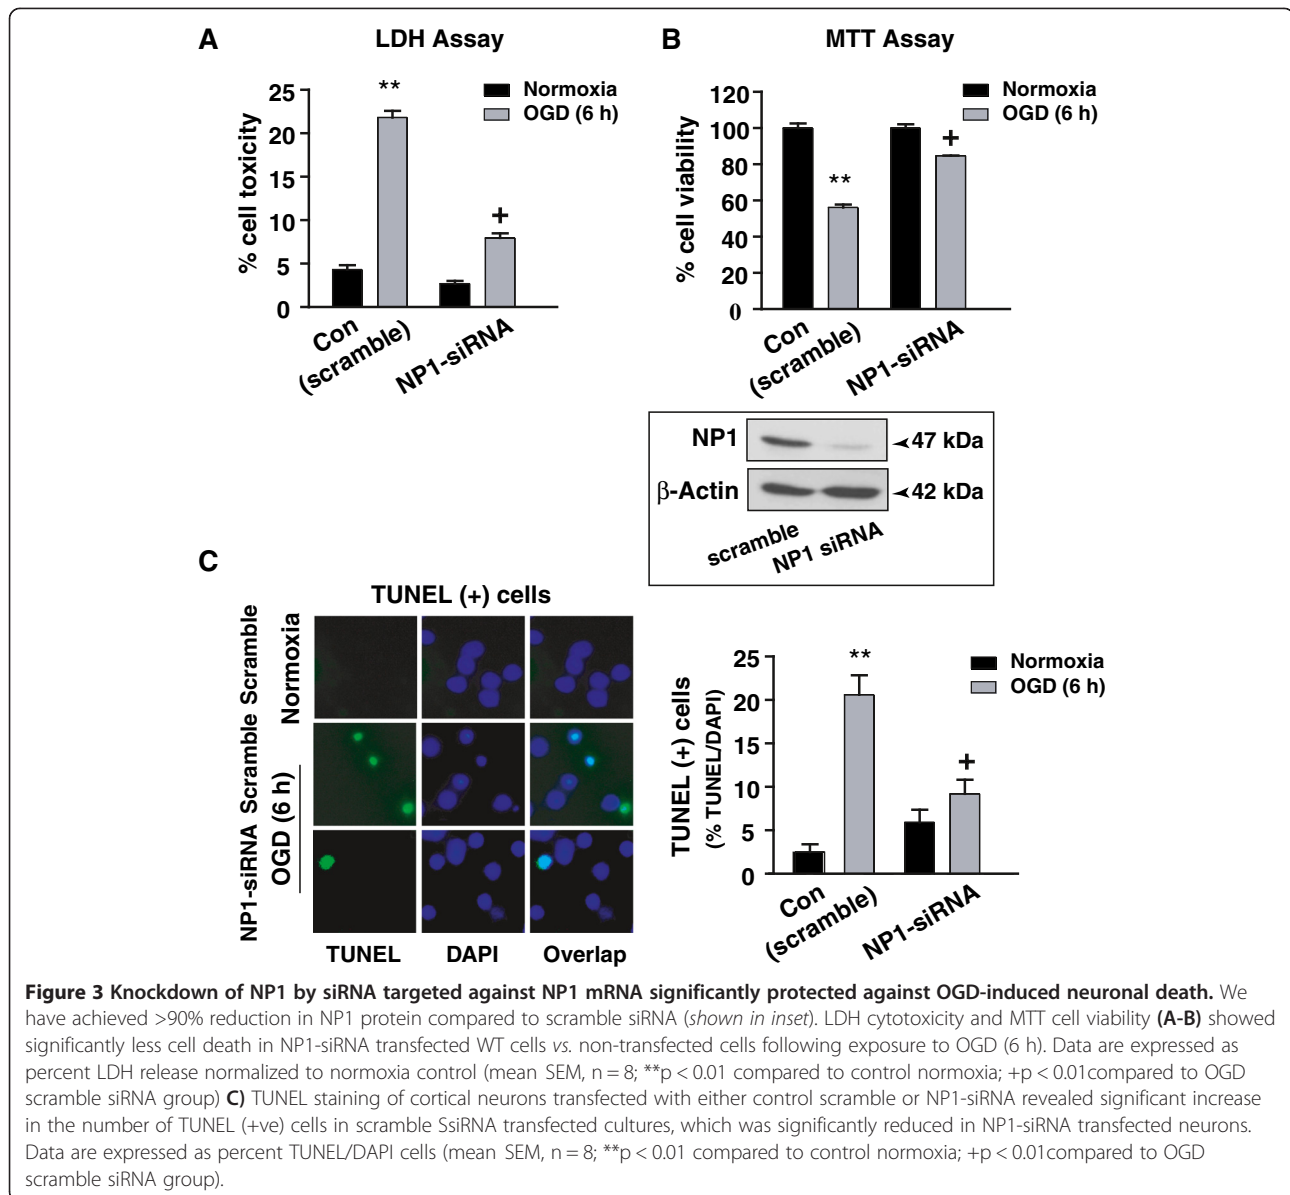 A
LDH Assay
**
+
Normoxia
OGD (6 h)
% cell toxicity
25
20
15
10
5
0
Con
(scramble)
NP1-siRNA
B
MTT Assay
Normoxia
OGD (6 h)
% cell viability
120
100
80
60
40
20
0
**
+
Con
(scramble)
NP1-siRNA
NP1
47 kDa
β-Actin
42 kDa
scramble
NP1 siRNA
C
TUNEL (+) cells
Scramble
Normoxia
Scramble
NP1-siRNA
OGD (6 h)
TUNEL
DAPI
Overlap
TUNEL (+) cells
(% TUNEL/DAPI)
25
20
15
10
5
0
**
+
Normoxia
OGD (6 h)
Con
(scramble)
NP1-siRNA
Figure 3 Knockdown of NP1 by siRNA targeted against NP1 mRNA significantly protected against OGD-induced neuronal death. We
have achieved >90% reduction in NP1 protein compared to scramble siRNA (shown in inset). LDH cytotoxicity and MTT cell viability (A-B) showed
significantly less cell death in NP1-siRNA transfected WT cells vs. non-transfected cells following exposure to OGD (6 h). Data are expressed as
percent LDH release normalized to normoxia control (mean SEM, n = 8; **p < 0.01 compared to control normoxia; +p < 0.01compared to OGD
scramble siRNA group) C) TUNEL staining of cortical neurons transfected with either control scramble or NP1-siRNA revealed significant increase
in the number of TUNEL (+ve) cells in scramble SsiRNA transfected cultures, which was significantly reduced in NP1-siRNA transfected neurons.
Data are expressed as percent TUNEL/DAPI cells (mean SEM, n = 8; **p < 0.01 compared to control normoxia; +p < 0.01compared to OGD
scramble siRNA group).